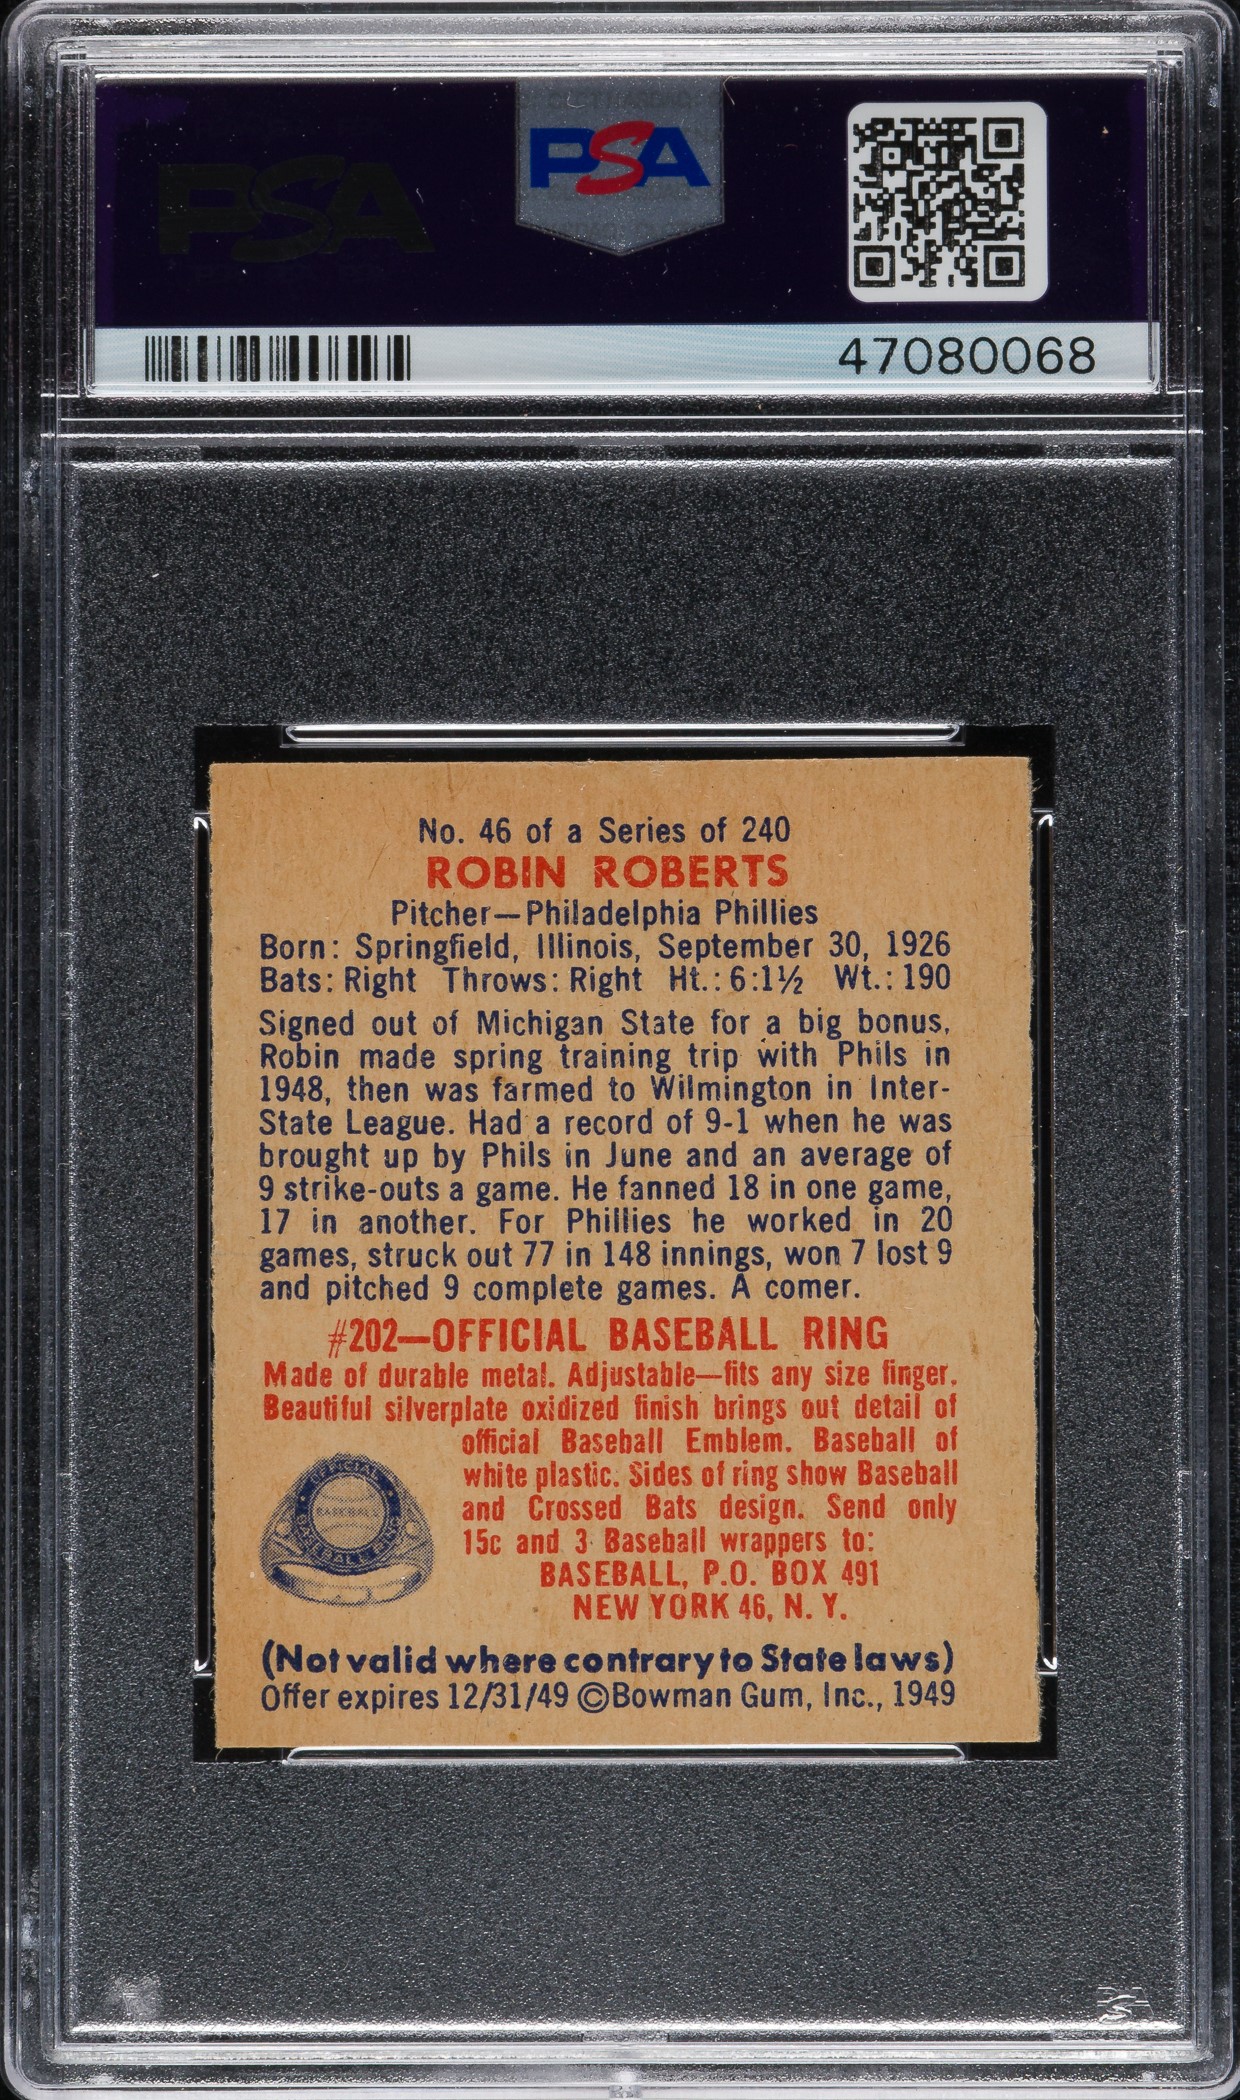 PSA
PSA
47080068
No. 46 of a Series of 240
ROBIN ROBERTS
Pitcher—Philadelphia Phillies
Born: Springfield, Illinois, September 30, 1926
Bats: Right Throws: Right Ht.: 6:1½ Wt.: 190
Signed out of Michigan State for a big bonus,
Robin made spring training trip with Phils in
1948, then was farmed to Wilmington in Inter-
State League. Had a record of 9-1 when he was
brought up by Phils in June and an average of
9 strike-outs a game. He fanned 18 in one game,
17 in another. For Phillies he worked in 20
games, struck out 77 in 148 innings, won 7 lost 9
and pitched 9 complete games. A comer.
#202—OFFICIAL BASEBALL RING
Made of durable metal. Adjustable—fits any size finger.
Beautiful silverplate oxidized finish brings out detail of
official Baseball Emblem. Baseball of
white plastic. Sides of ring show Baseball
and Crossed Bats design. Send only
15c and 3 Baseball wrappers to:
BASEBALL, P.O. BOX 491
NEW YORK 46, N. Y.
OFFICIAL
BASEBALL
BASEBALL RING
(Not valid where contrary to State laws)
Offer expires 12/31/49 ©Bowman Gum, Inc., 1949
PSA